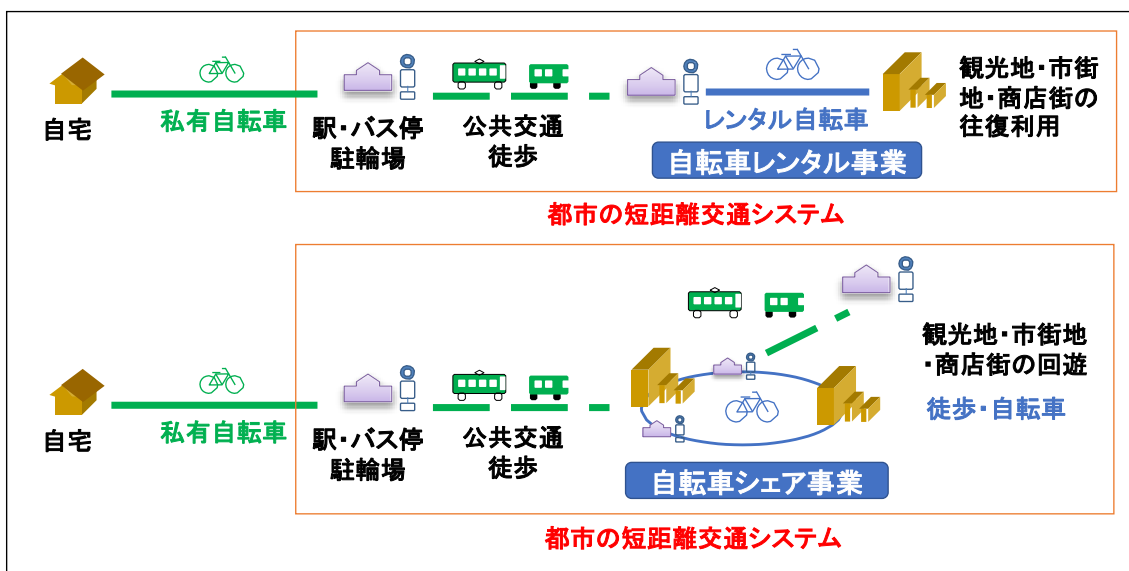 自宅
私有自転車
駅・バス停
駐輪場
公共交通
徒歩
レンタル自転車
自転車レンタル事業
観光地・市街
地・商店街の
往復利用
都市の短距離交通システム
自宅
私有自転車
駅・バス停
駐輪場
公共交通
徒歩
自転車シェア事業
観光地・市街地
・商店街の回遊
徒歩・自転車
都市の短距離交通システム